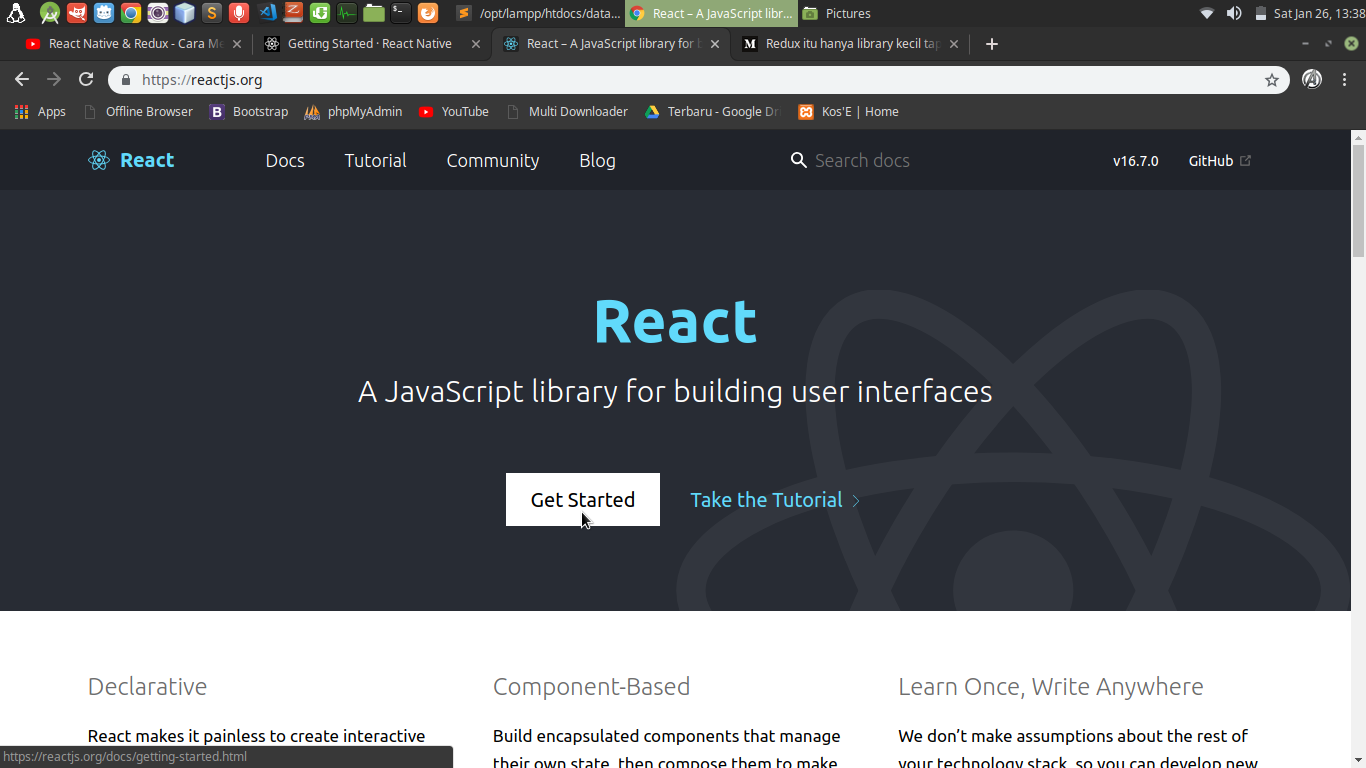 /opt/lampp/htdocs/data...
React – A JavaScript libr...
Pictures
Sat Jan 26, 13:38
React Native & Redux - Cara Me
Getting Started · React Native
React – A JavaScript library for b
Redux itu hanya library kecil tap
https://reactjs.org
Apps
Offline Browser
Bootstrap
phpMyAdmin
YouTube
Multi Downloader
Terbaru - Google Dri
Kos'E | Home
React
Docs
Tutorial
Community
Blog
Search docs
v16.7.0
GitHub
React
A JavaScript library for building user interfaces
Get Started
Take the Tutorial
Declarative
React makes it painless to create interactive
Component-Based
Build encapsulated components that manage
their own state, then compose them to make
Learn Once, Write Anywhere
We don’t make assumptions about the rest of
your technology stack, so you can develop new
https://reactjs.org/docs/getting-started.html